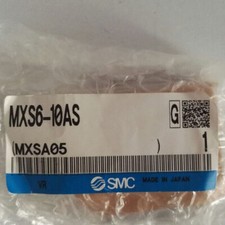 MXS6-10AS G
(MXSA05 ) 1
SMC MADE IN JAPAN